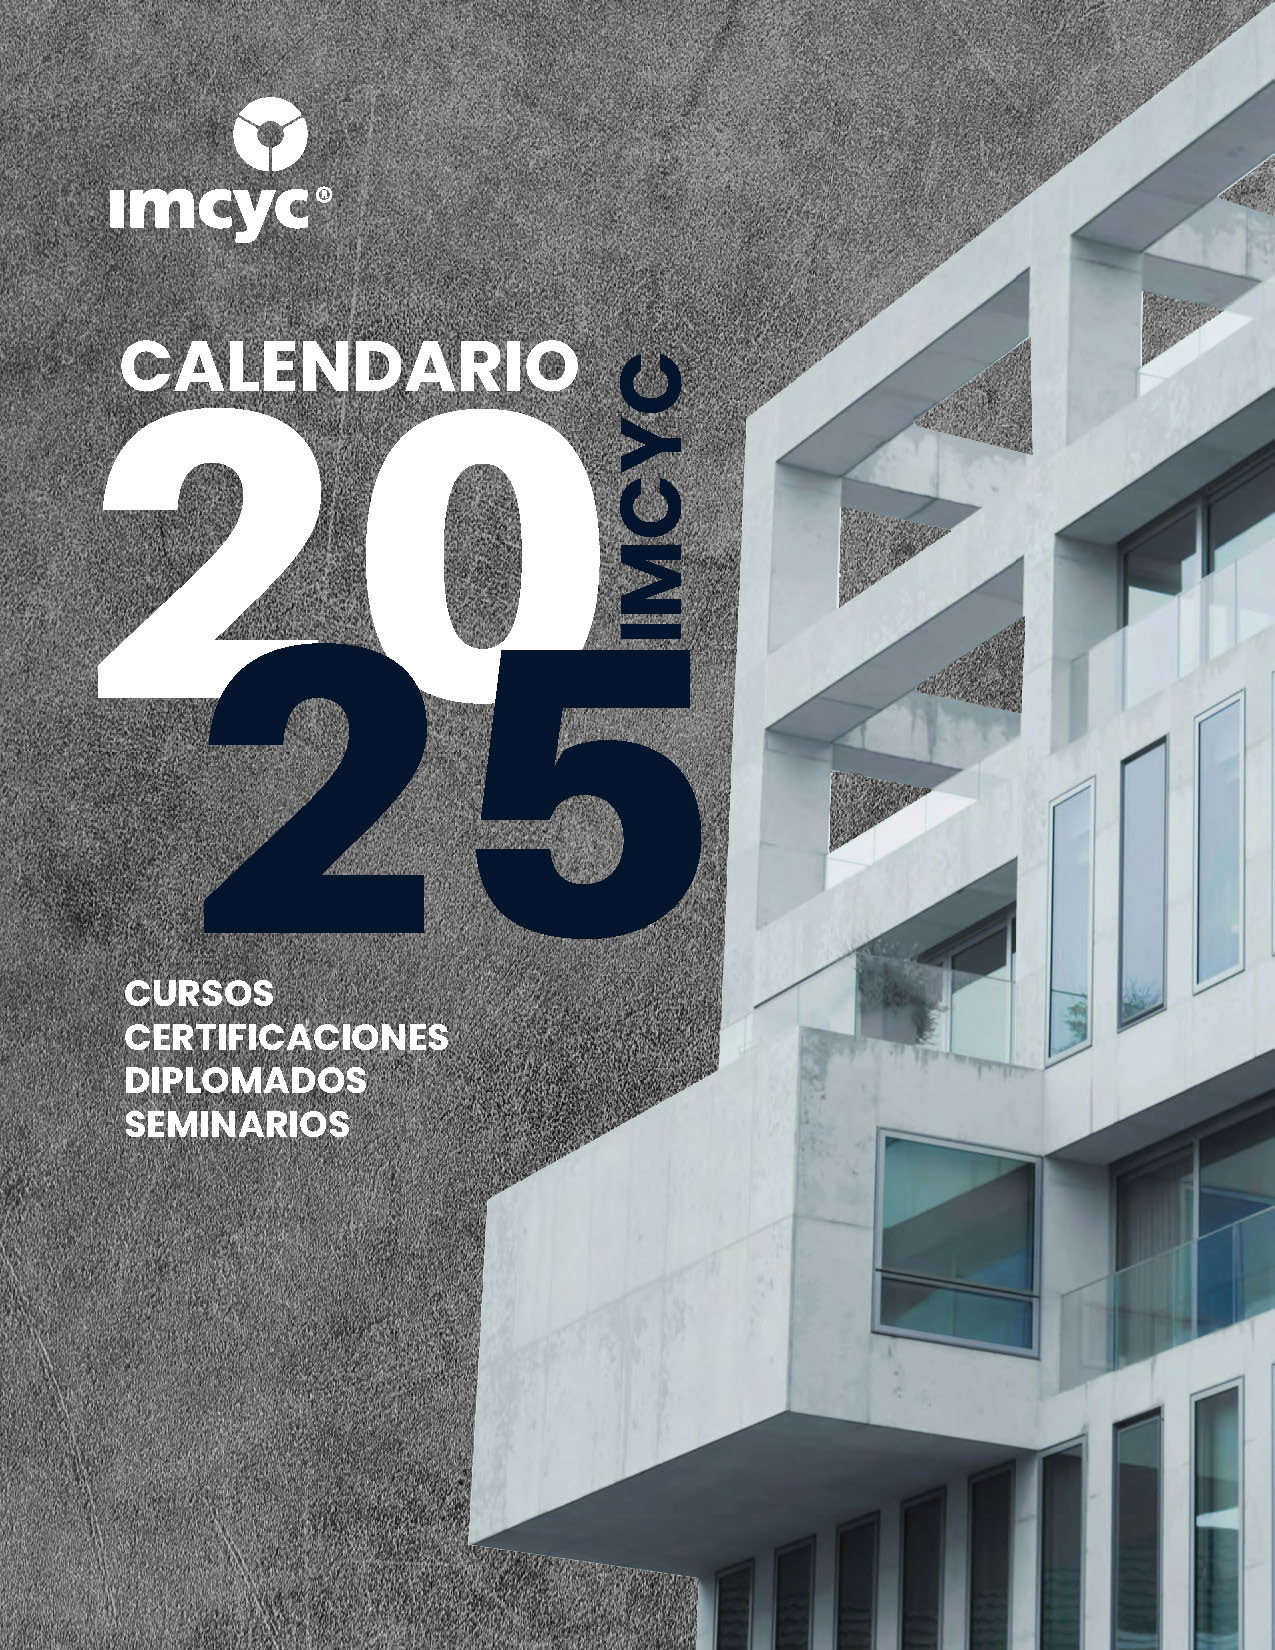 imcyc®
CALENDARIO
20
IMCYC
25
CURSOS
CERTIFICACIONES
DIPLOMADOS
SEMINARIOS